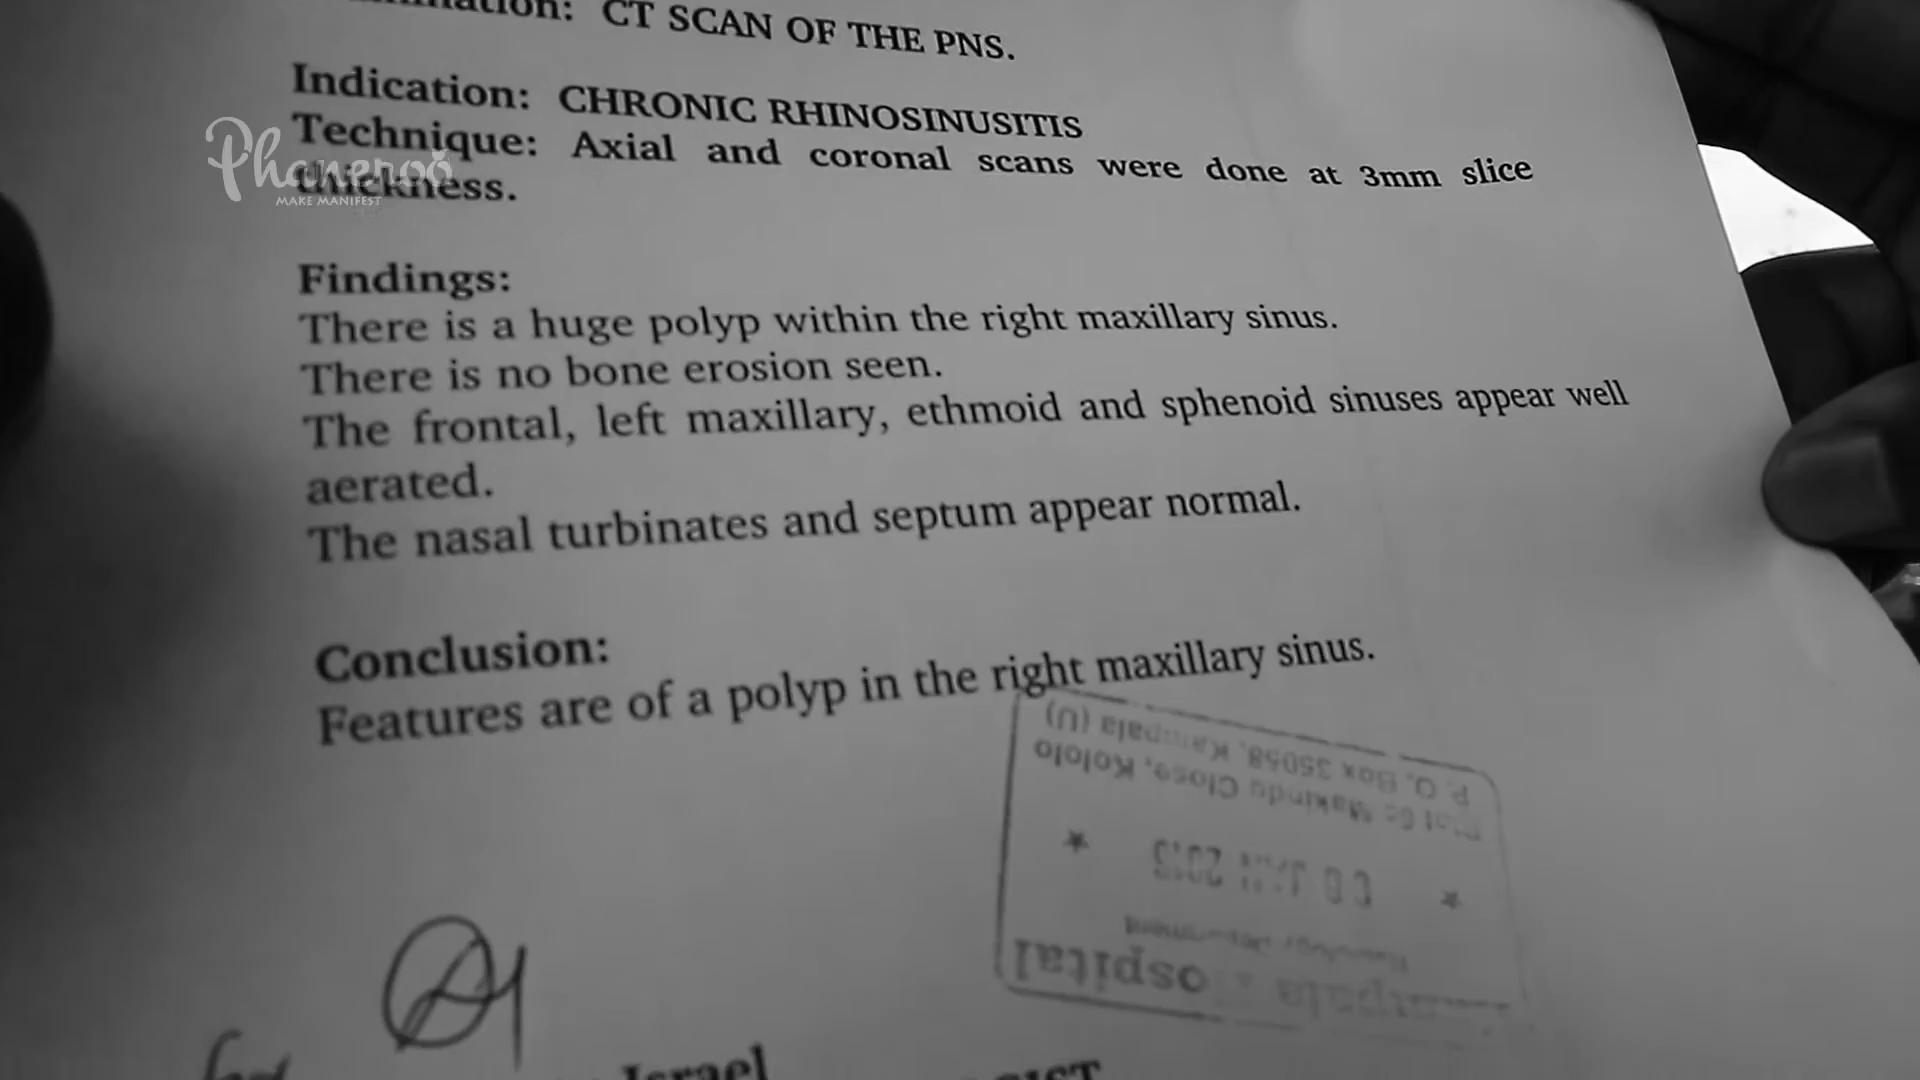 CT SCAN OF THE PNS.
Indication: CHRONIC RHINOSINUSITIS
Technique: Axial and coronal scans were done at 3mm slice
thickness.
Phaneroo
MAKE MANIFEST
Findings:
There is a huge polyp within the right maxillary sinus.
There is no bone erosion seen.
The frontal, left maxillary, ethmoid and sphenoid sinuses appear well
aerated.
The nasal turbinates and septum appear normal.
Conclusion:
Features are of a polyp in the right maxillary sinus.
Makindu Close, Kololo
P. O. Box 35058, Kampala (U)
Israel